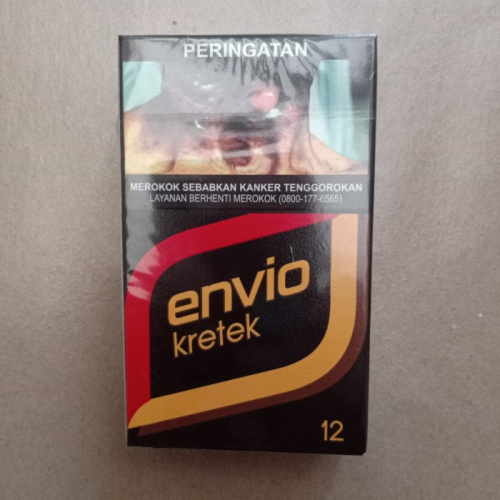 PERINGATAN
MEROKOK SEBABKAN KANKER TENGGOROKAN
LAYANAN BERHENTI MEROKOK (0800-177-6565)
envio
kretek
12